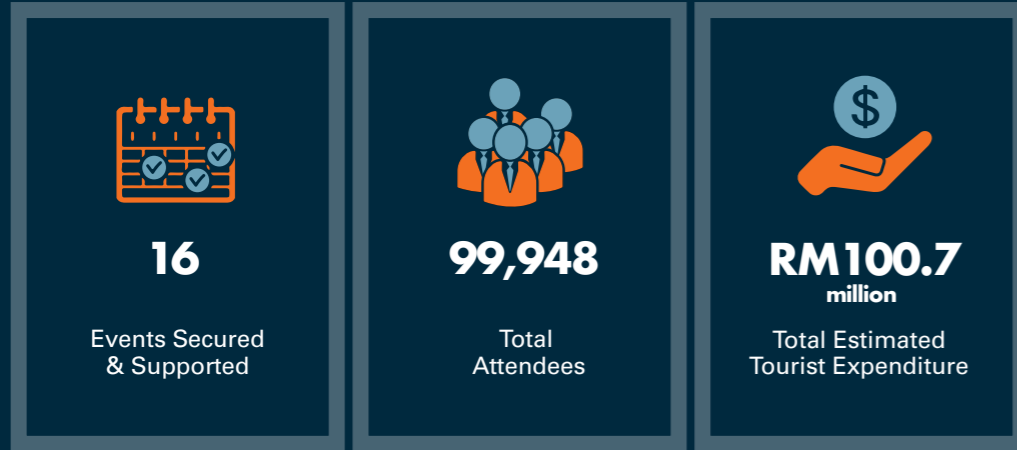 16
Events Secured
& Supported
99,948
Total
Attendees
$
RM100.7
million
Total Estimated
Tourist Expenditure